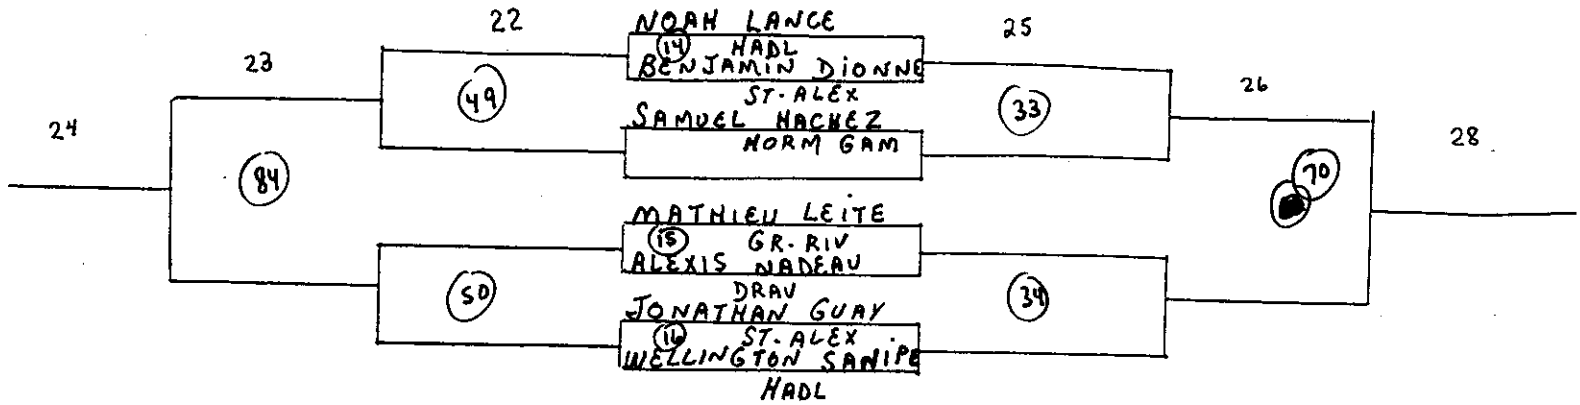 22
NOAH LANCE
25
23
14 HADL
BENJAMIN DIONNE
26
49
ST-ALEX
33
24
SAMUEL HACHEZ
28
NORM GAM
84
70
MATHIEU LEITE
15 GR-RIV
ALEXIS NADEAU
50
DRAV
34
JONATHAN GUAY
16 ST-ALEX
WELLINGTON SANIPE
HADL